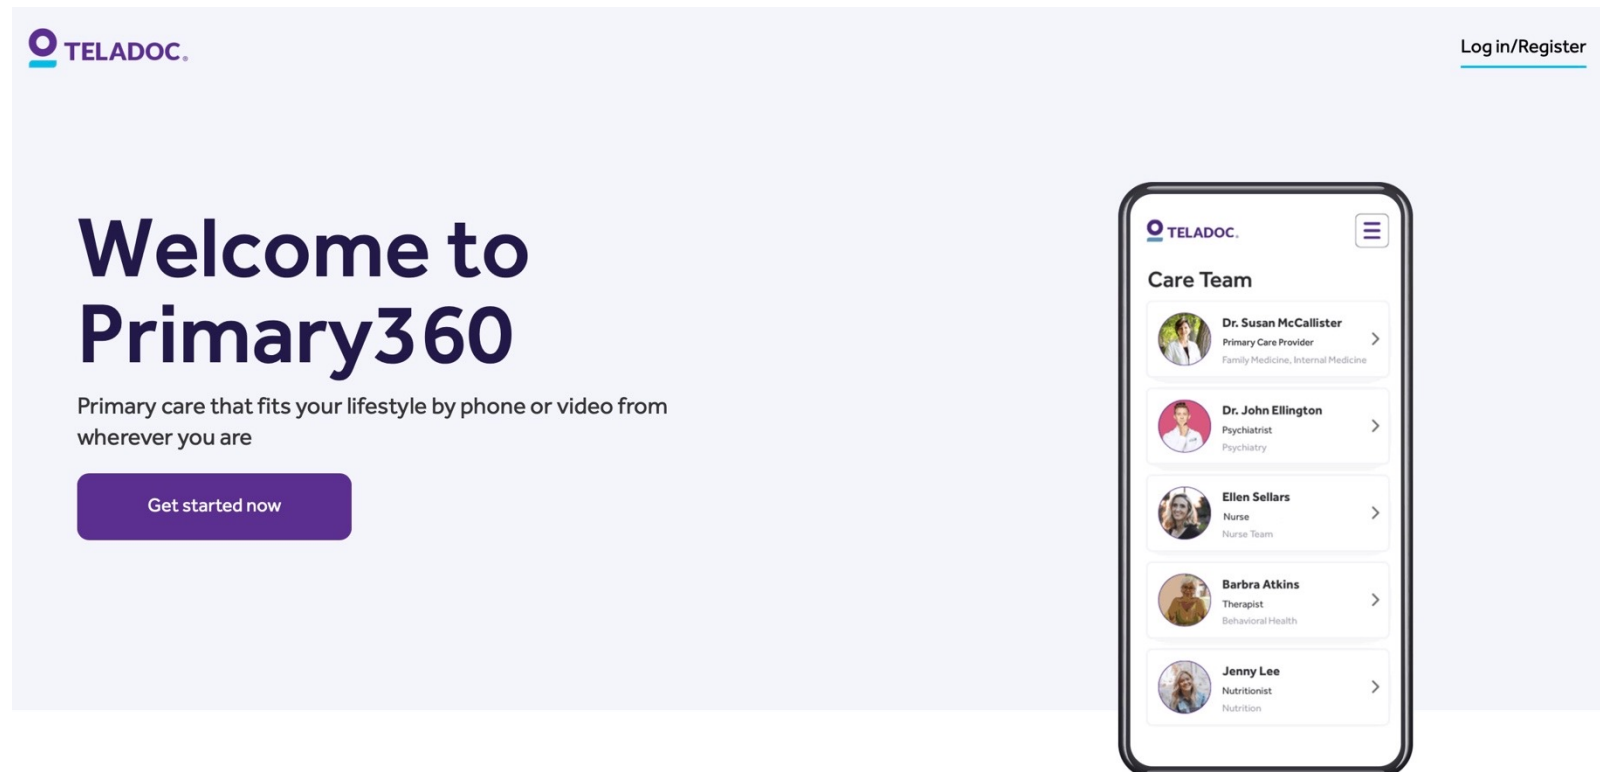 TELADOC®
Log in/Register
Welcome to
Primary360
Primary care that fits your lifestyle by phone or video from
wherever you are
Get started now
TELADOC®
Care Team
Dr. Susan McCallister
Primary Care Provider
Family Medicine, Internal Medicine
Dr. John Ellington
Psychiatrist
Psychiatry
Ellen Sellars
Nurse
Nurse Team
Barbra Atkins
Therapist
Behavioral Health
Jenny Lee
Nutritionist
Nutrition